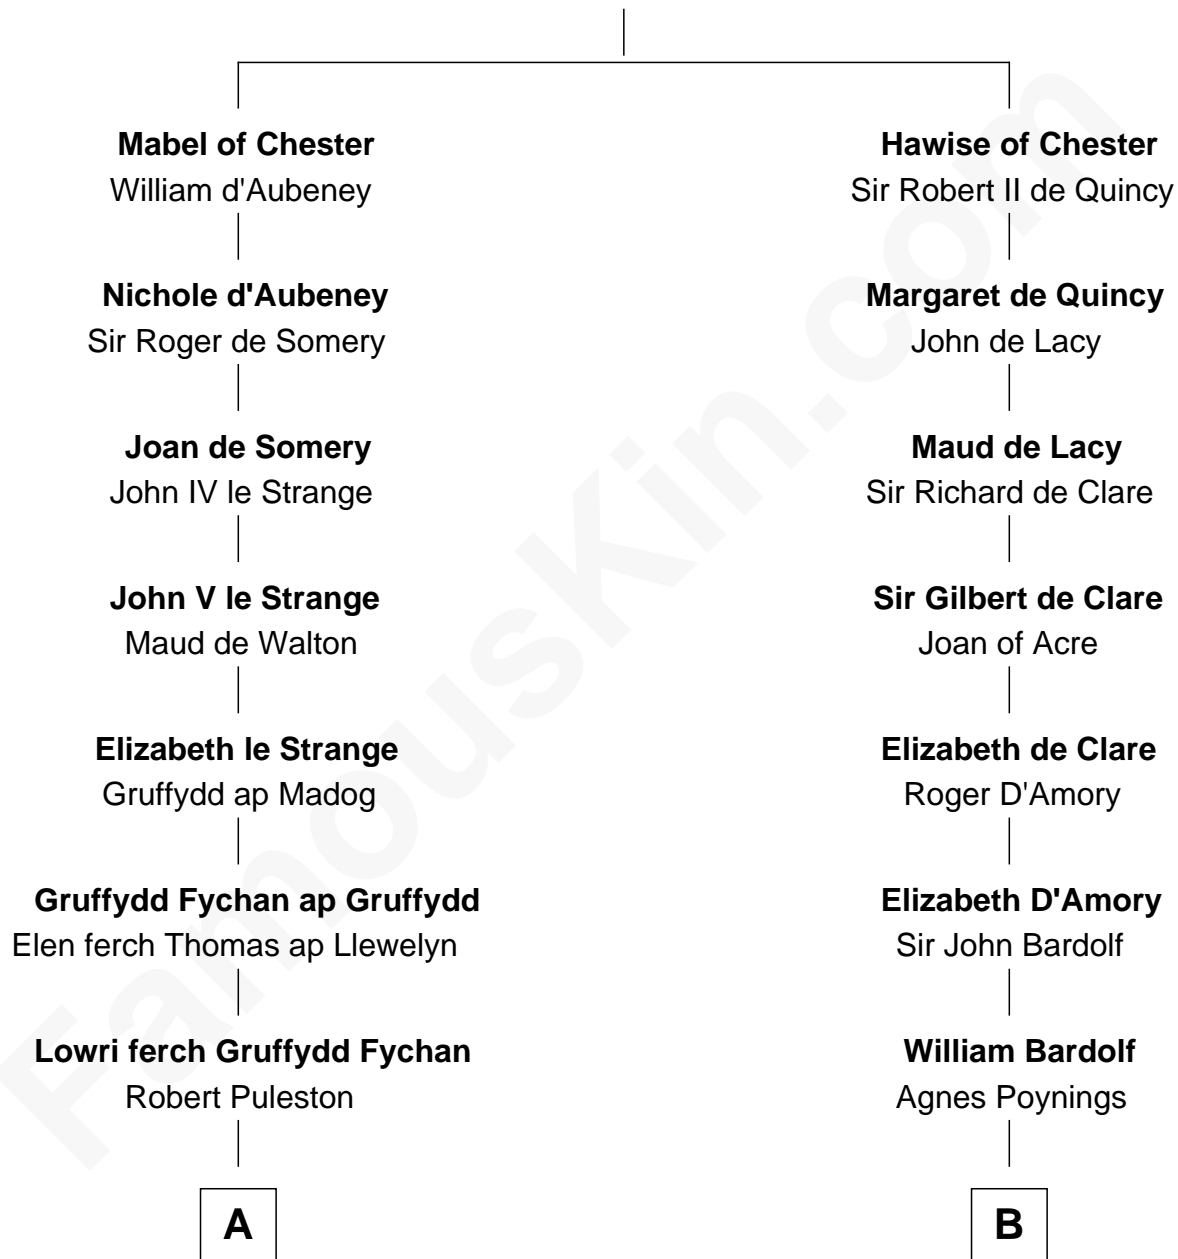 Mabel of Chester
William d'Aubeney
Nichole d'Aubeney
Sir Roger de Somery
Joan de Somery
John IV le Strange
John V le Strange
Maud de Walton
Elizabeth le Strange
Gruffydd ap Madog
Gruffydd Fychan ap Gruffydd
Elen ferch Thomas ap Llewelyn
Lowri ferch Gruffydd Fychan
Robert Puleston
A
Hawise of Chester
Sir Robert II de Quincy
Margaret de Quincy
John de Lacy
Maud de Lacy
Sir Richard de Clare
Sir Gilbert de Clare
Joan of Acre
Elizabeth de Clare
Roger D'Amory
Elizabeth D'Amory
Sir John Bardolf
William Bardolf
Agnes Poynings
B
FamousKin.com